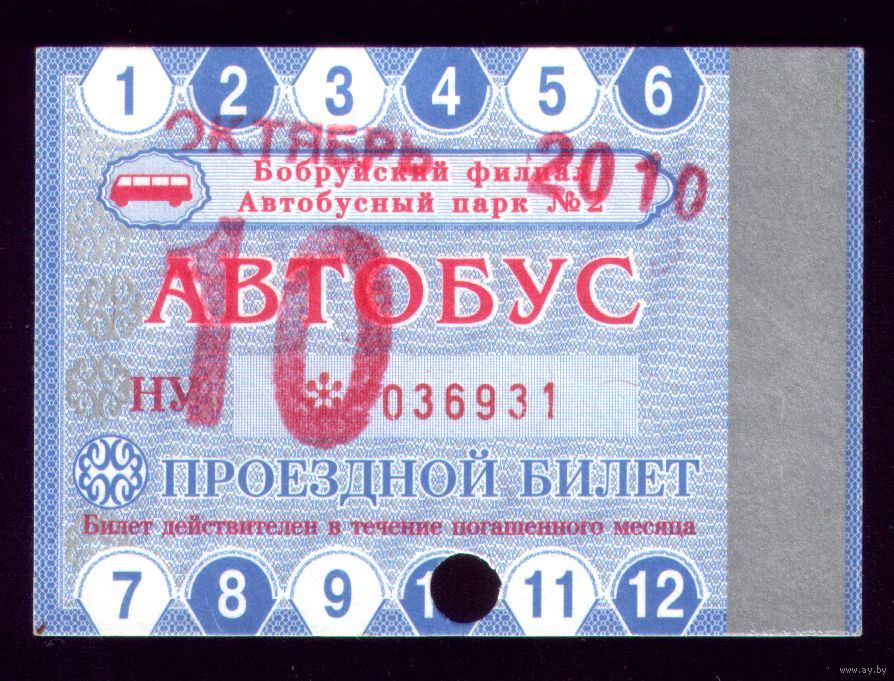 1 2 3 4 5 6
ОКТЯБРЬ 2010
Бобруйский филиал
Автобусный парк №2
АВТОБУС
10
НУ * 036931
ПРОЕЗДНОЙ БИЛЕТ
Билет действителен в течение погашенного месяца
7 8 9 1 11 12
www.ay.by